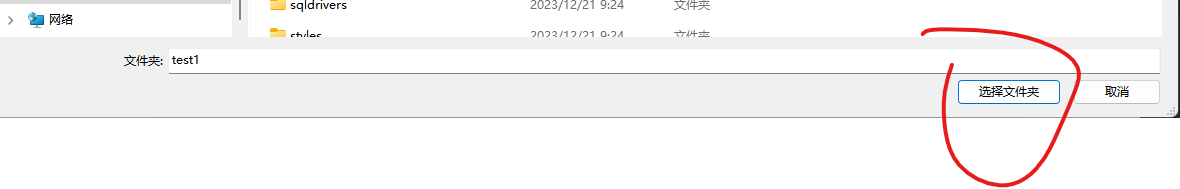 sqldrivers 2023/12/21 9:24 文件夹
网络
styles 2023/12/21 9:24 文件夹
文件夹: test1
选择文件夹 取消